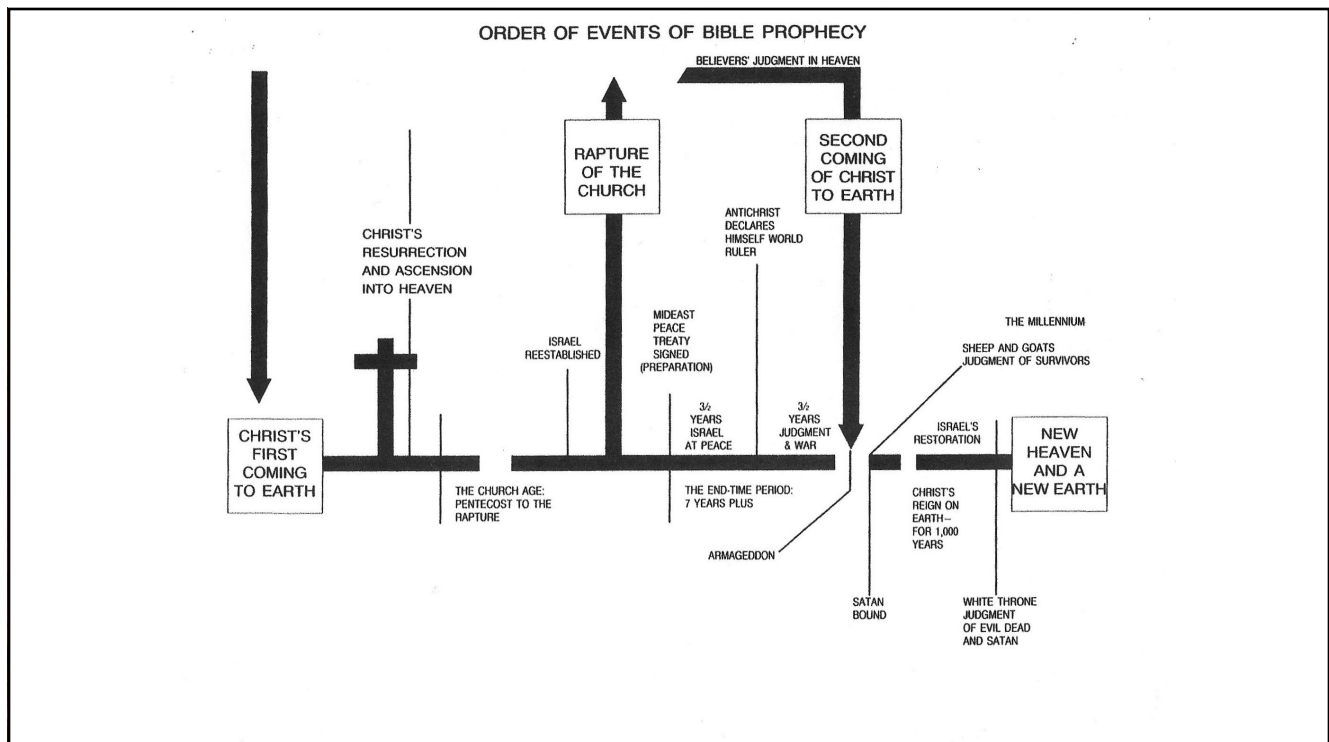 ORDER OF EVENTS OF BIBLE PROPHECY
BELIEVERS' JUDGMENT IN HEAVEN
RAPTURE
OF THE
CHURCH
SECOND
COMING
OF CHRIST
TO EARTH
CHRIST'S
RESURRECTION
AND ASCENSION
INTO HEAVEN
ANTICHRIST
DECLARES
HIMSELF WORLD
RULER
ISRAEL
REESTABLISHED
MIDEAST
PEACE
TREATY
SIGNED
(PREPARATION)
THE MILLENNIUM
SHEEP AND GOATS
JUDGMENT OF SURVIVORS
CHRIST'S
FIRST
COMING
TO EARTH
3½
YEARS
ISRAEL
AT PEACE
3½
YEARS
JUDGMENT
& WAR
ISRAEL'S
RESTORATION
NEW
HEAVEN
AND A
NEW EARTH
THE CHURCH AGE:
PENTECOST TO THE
RAPTURE
THE END-TIME PERIOD:
7 YEARS PLUS
ARMAGEDDON
CHRIST'S
REIGN ON
EARTH—
FOR 1,000
YEARS
SATAN
BOUND
WHITE THRONE
JUDGMENT
OF EVIL DEAD
AND SATAN